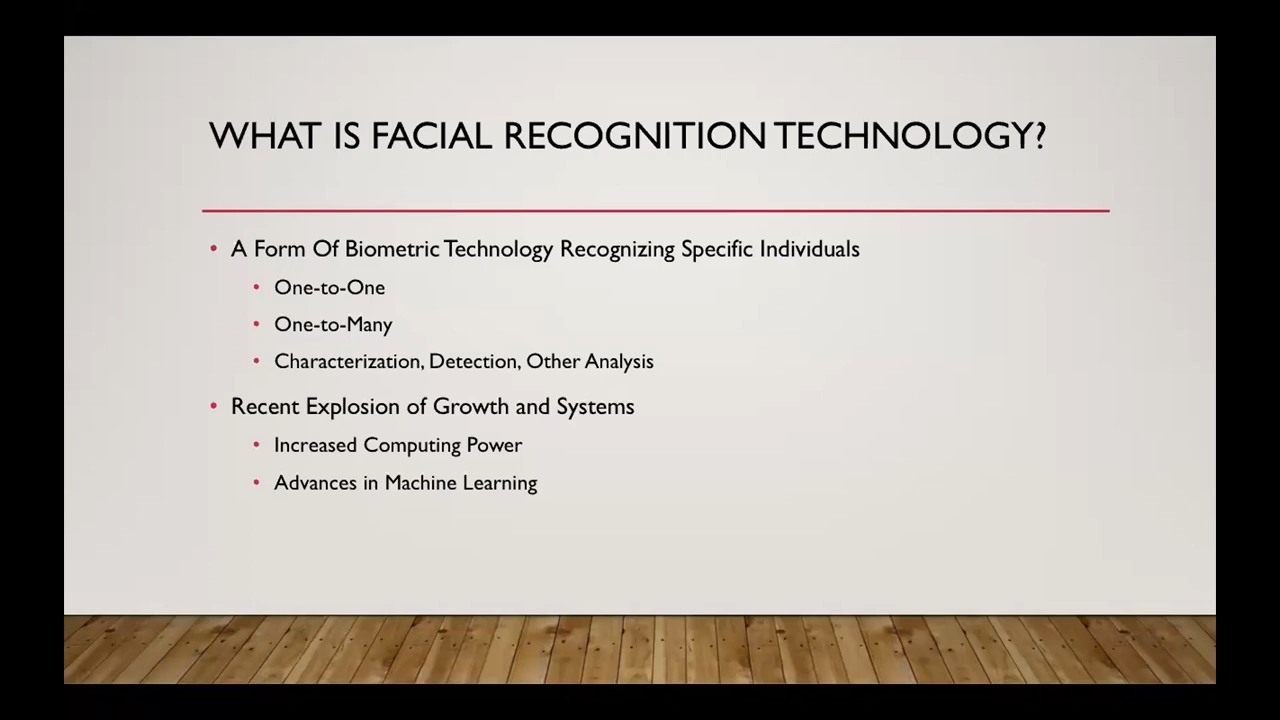 WHAT IS FACIAL RECOGNITION TECHNOLOGY?
• A Form Of Biometric Technology Recognizing Specific Individuals
• One-to-One
• One-to-Many
• Characterization, Detection, Other Analysis
• Recent Explosion of Growth and Systems
• Increased Computing Power
• Advances in Machine Learning